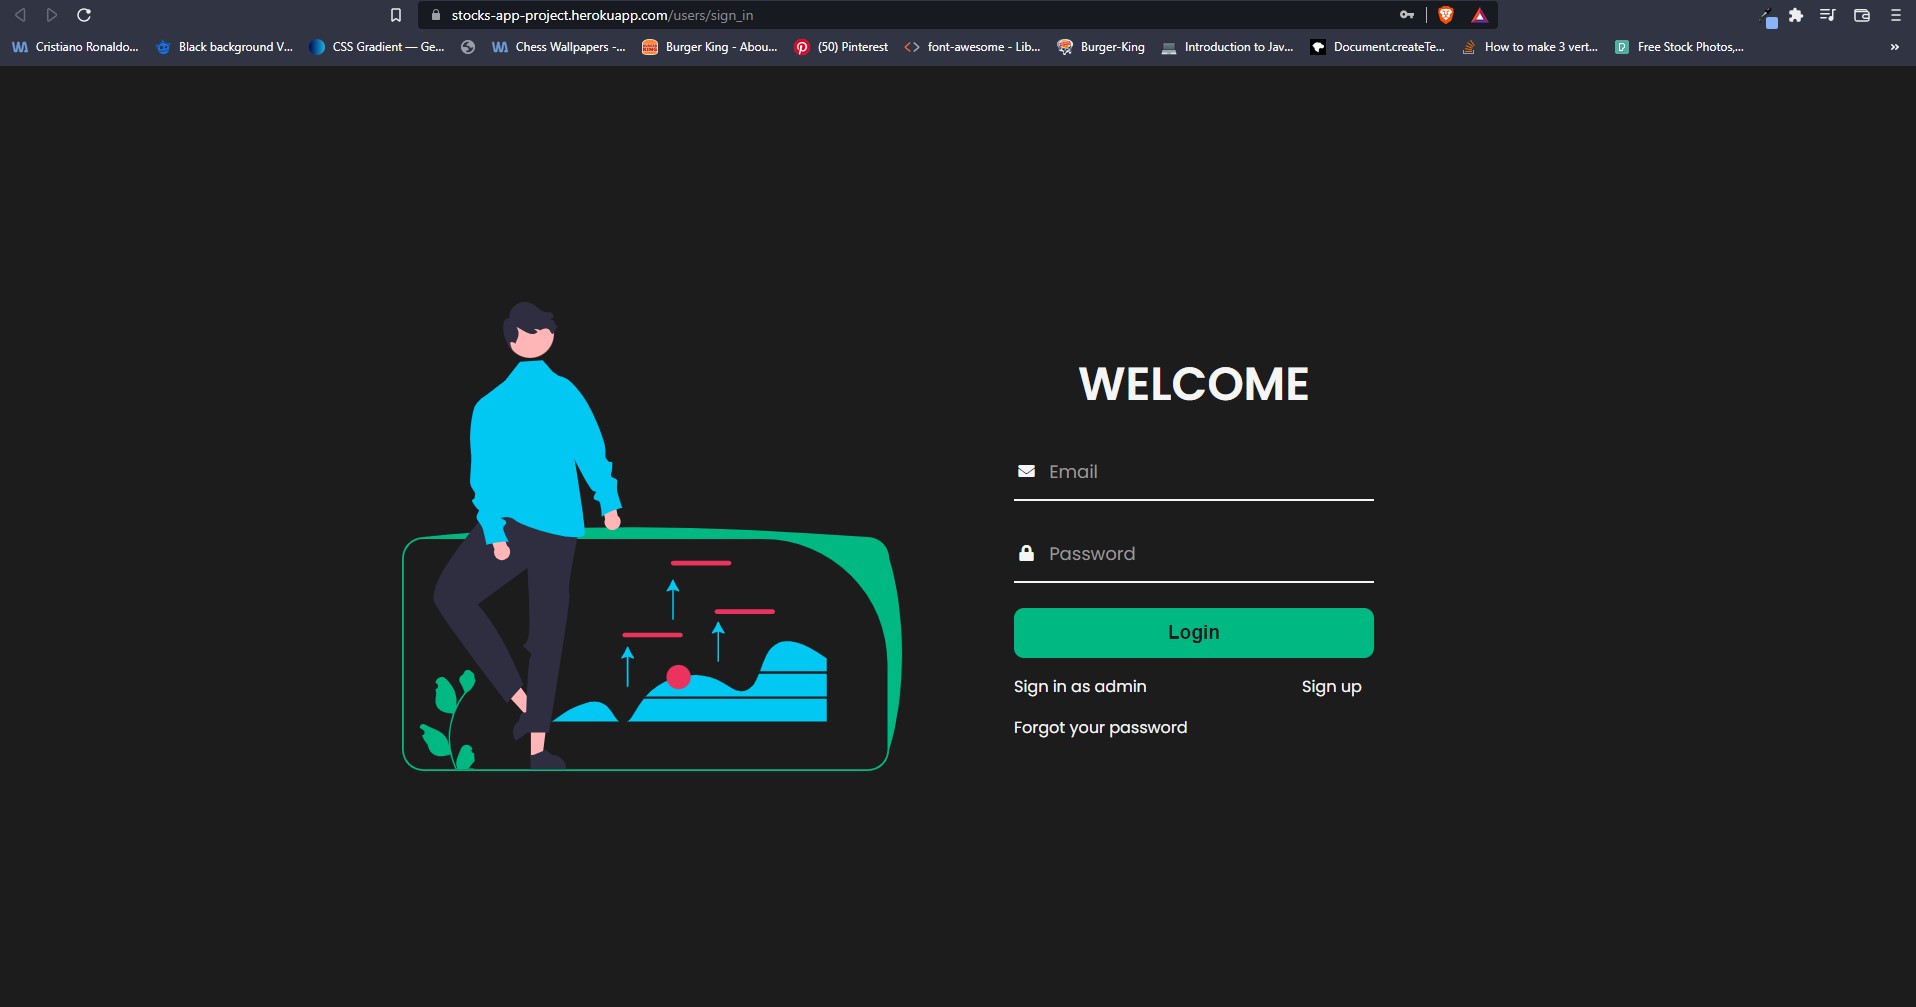 stocks-app-project.herokuapp.com/users/sign_in
Cristiano Ronaldo... Black background V... CSS Gradient — Ge... Chess Wallpapers -... Burger King - Abou... (50) Pinterest font-awesome - Lib... Burger-King Introduction to Jav... Document.createTe... How to make 3 vert... Free Stock Photos,... »
WELCOME
Email
Password
Login
Sign in as admin Sign up
Forgot your password